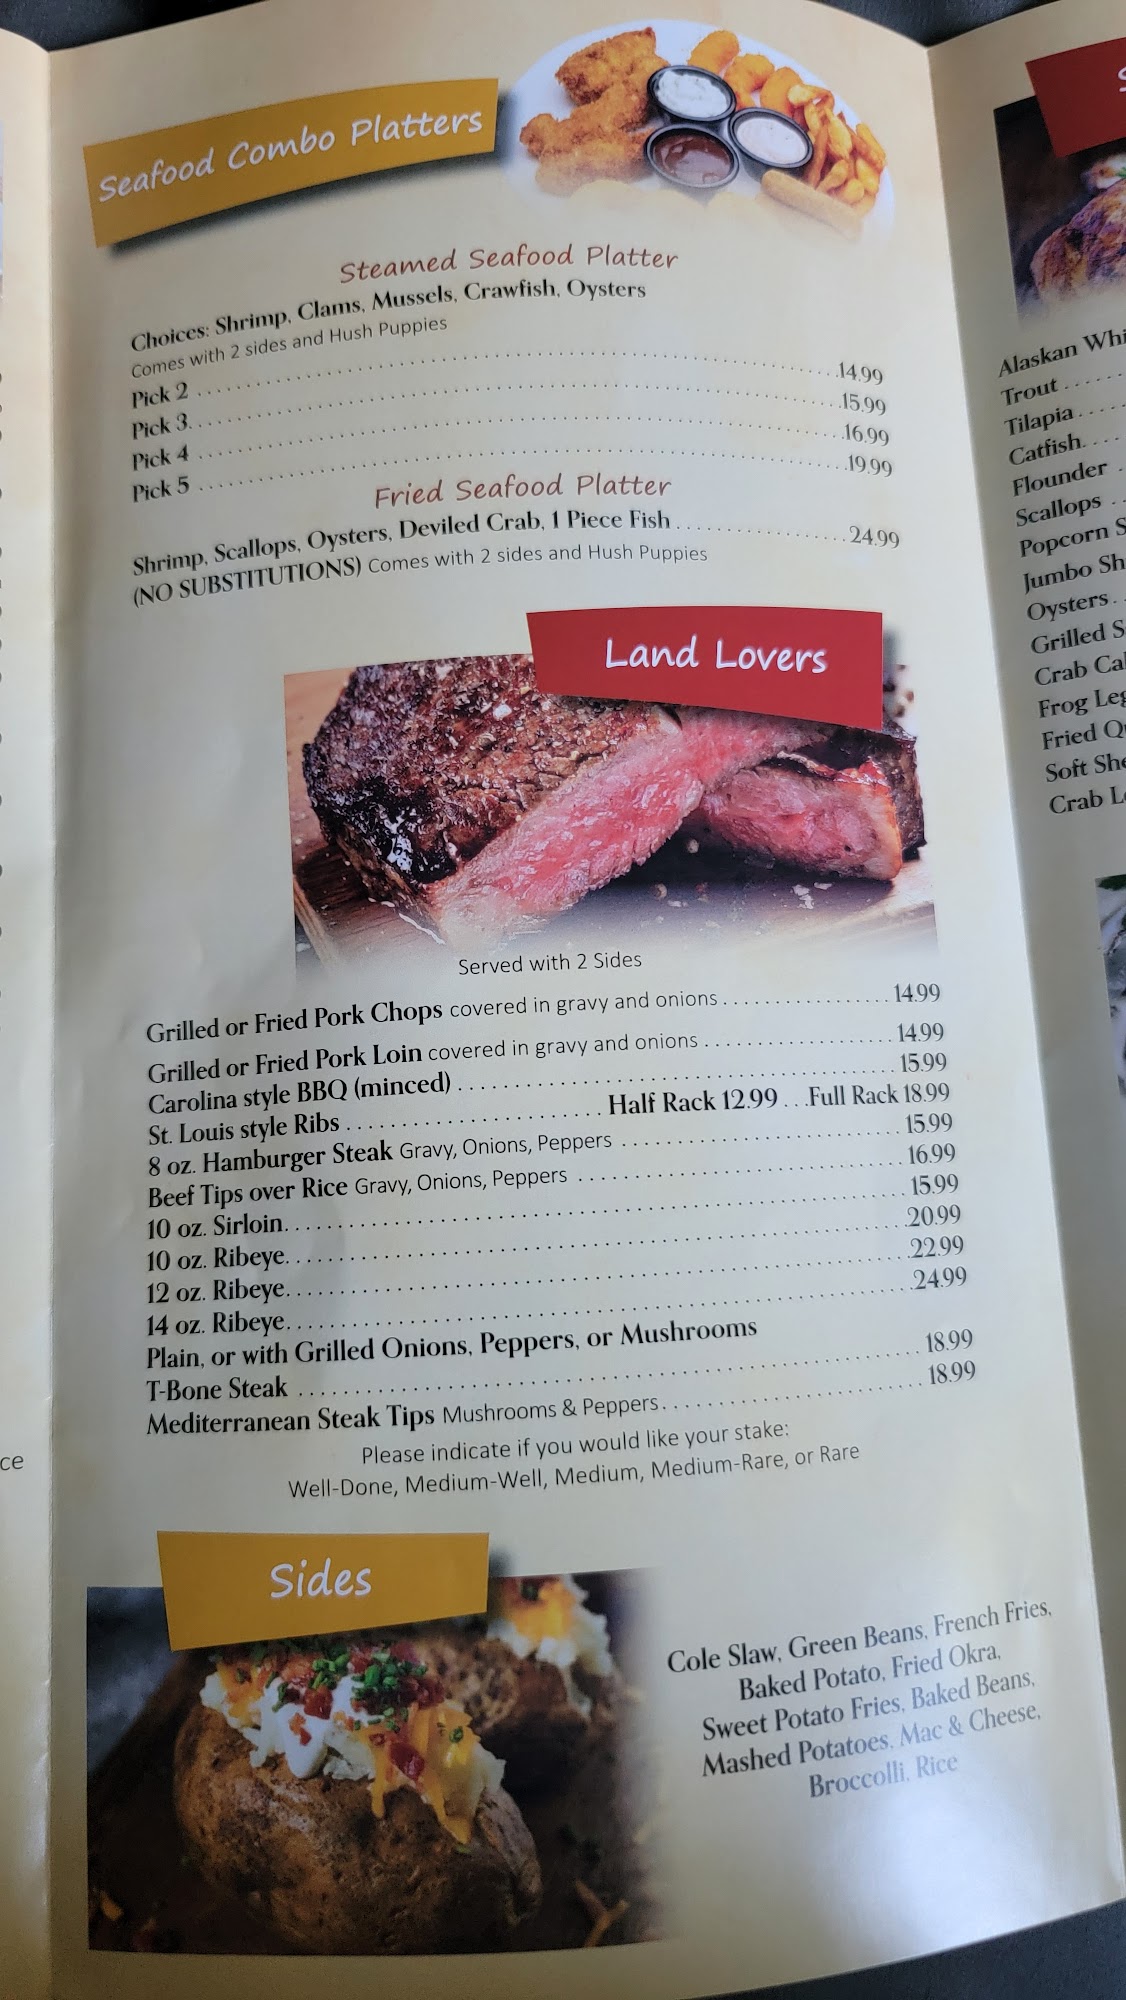 Seafood Combo Platters
Steamed Seafood Platter
Choices: Shrimp, Clams, Mussels, Crawfish, Oysters
Comes with 2 sides and Hush Puppies
Pick 2 14.99
Pick 3 15.99
Pick 4 16.99
Pick 5 19.99
Fried Seafood Platter
Shrimp, Scallops, Oysters, Deviled Crab, 1 Piece Fish 24.99
(NO SUBSTITUTIONS) Comes with 2 sides and Hush Puppies
Land Lovers
Served with 2 Sides
Grilled or Fried Pork Chops covered in gravy and onions 14.99
Grilled or Fried Pork Loin covered in gravy and onions 14.99
Carolina style BBQ (minced) 15.99
St. Louis style Ribs Half Rack 12.99 Full Rack 18.99
8 oz. Hamburger Steak Gravy, Onions, Peppers 15.99
Beef Tips over Rice Gravy, Onions, Peppers 16.99
10 oz. Sirloin 15.99
10 oz. Ribeye 20.99
12 oz. Ribeye 22.99
14 oz. Ribeye 24.99
Plain, or with Grilled Onions, Peppers, or Mushrooms
T-Bone Steak 18.99
Mediterranean Steak Tips Mushrooms & Peppers 18.99
Please indicate if you would like your stake:
Well-Done, Medium-Well, Medium, Medium-Rare, or Rare
Sides
Cole Slaw, Green Beans, French Fries,
Baked Potato, Fried Okra,
Sweet Potato Fries, Baked Beans,
Mashed Potatoes, Mac & Cheese,
Broccolli, Rice
Alaskan
Trout
Tilapia
Catfish
Flounder
Scallops
Popcorn
Jumbo
Oysters
Grilled
Crab
Frog
Fried
Soft
Crab